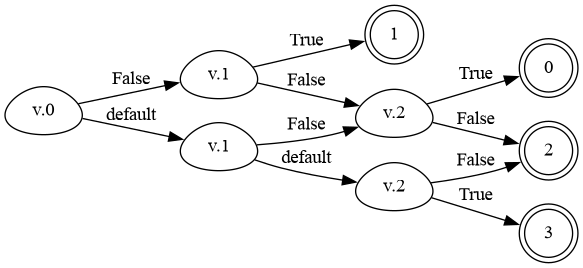 v.0
False
default
v.1
True
False
1
v.1
False
default
v.2
True
False
0
v.2
False
True
2
3